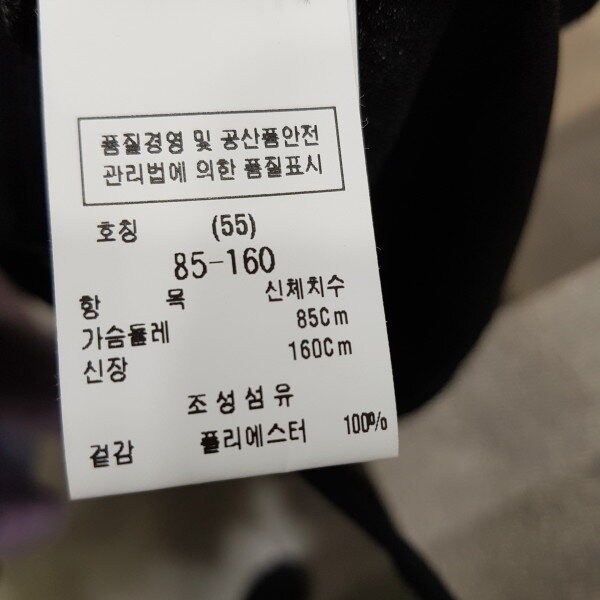 품질경영 및 공산품안전
관리법에 의한 품질표시
호칭 (55)
85-160
항 목 신체치수
가슴둘레 85Cm
신장 160Cm
조성섬유
겉감 폴리에스터 100%